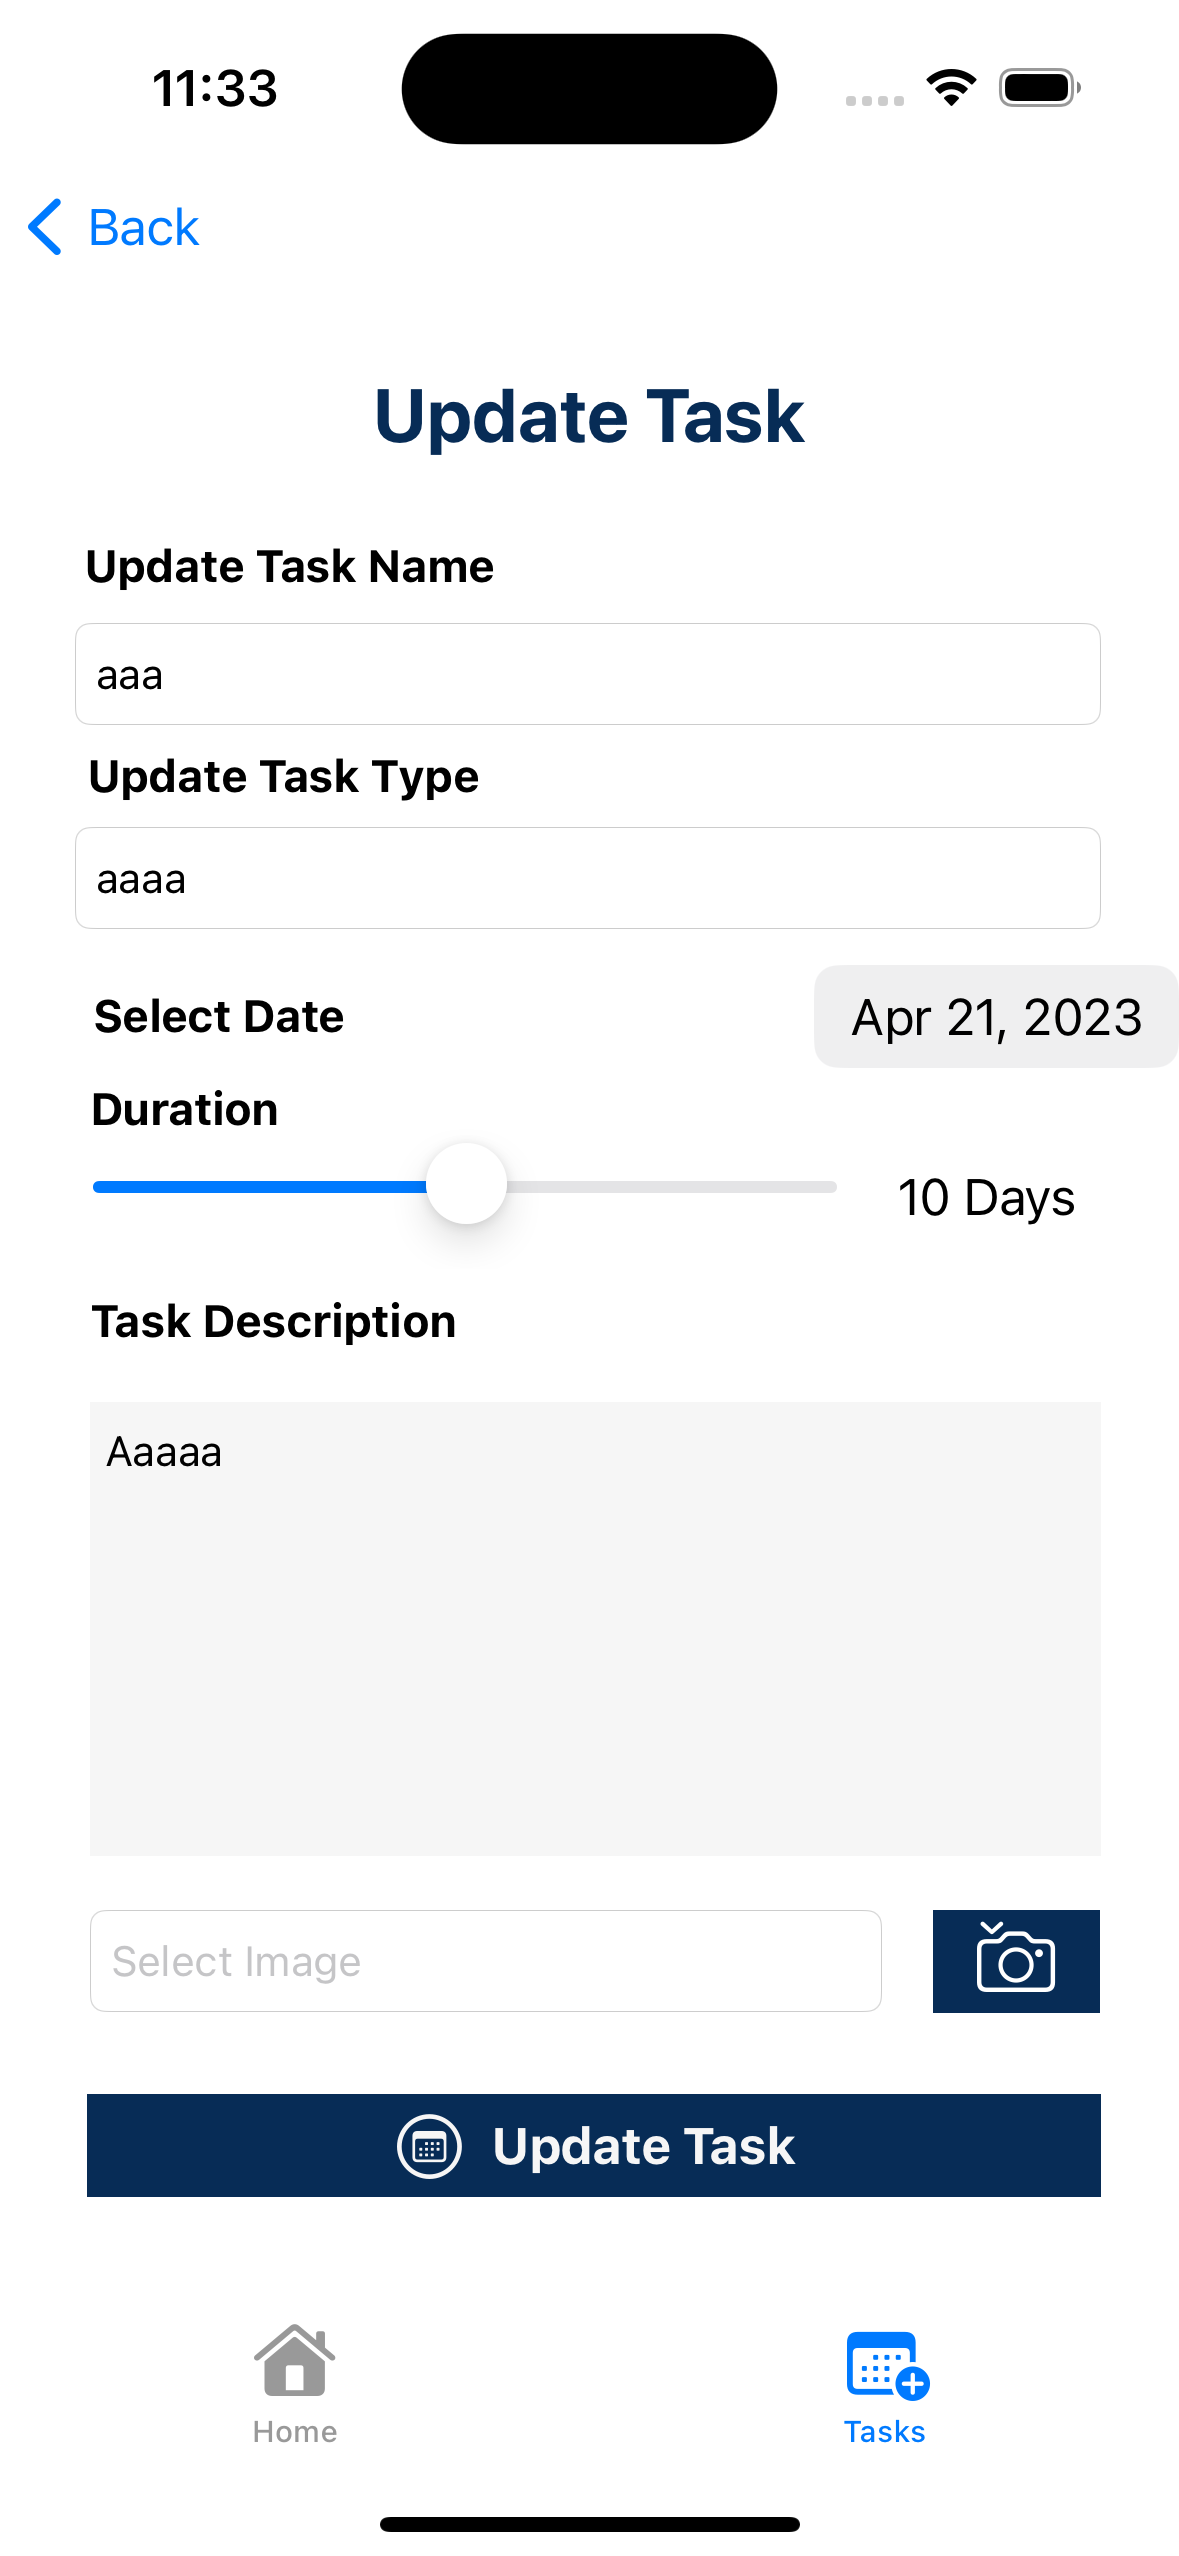 11:33
Back
Update Task
Update Task Name
aaa
Update Task Type
aaaa
Select Date
Apr 21, 2023
Duration
10 Days
Task Description
Aaaaa
Select Image
Update Task
Home
Tasks